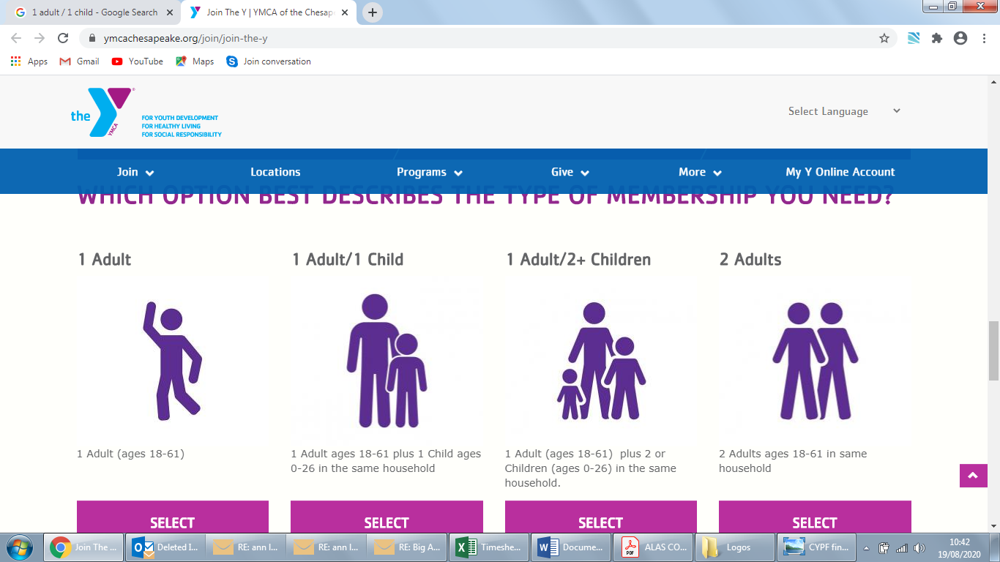 1 adult / 1 child - Google Search
Join The Y | YMCA of the Chesap
ymcachesapeake.org/join/join-the-y
Apps
Gmail
YouTube
Maps
Join conversation
the
YMCA
FOR YOUTH DEVELOPMENT
FOR HEALTHY LIVING
FOR SOCIAL RESPONSIBILITY
Select Language
Join
Locations
Programs
Give
More
My Y Online Account
WHICH OPTION BEST DESCRIBES THE TYPE OF MEMBERSHIP YOU NEED?
1 Adult
1 Adult/1 Child
1 Adult/2+ Children
2 Adults
1 Adult (ages 18-61)
1 Adult ages 18-61 plus 1 Child ages
0-26 in the same household
1 Adult (ages 18-61)  plus 2 or
Children (ages 0-26) in the same
household.
2 Adults ages 18-61 in same
household
SELECT
SELECT
SELECT
SELECT
Join The ...
Deleted I...
RE: ann l...
RE: ann l...
RE: Big A...
Timeshe...
Docume...
ALAS CO...
Logos
CYPF fin...
10:42
19/08/2020